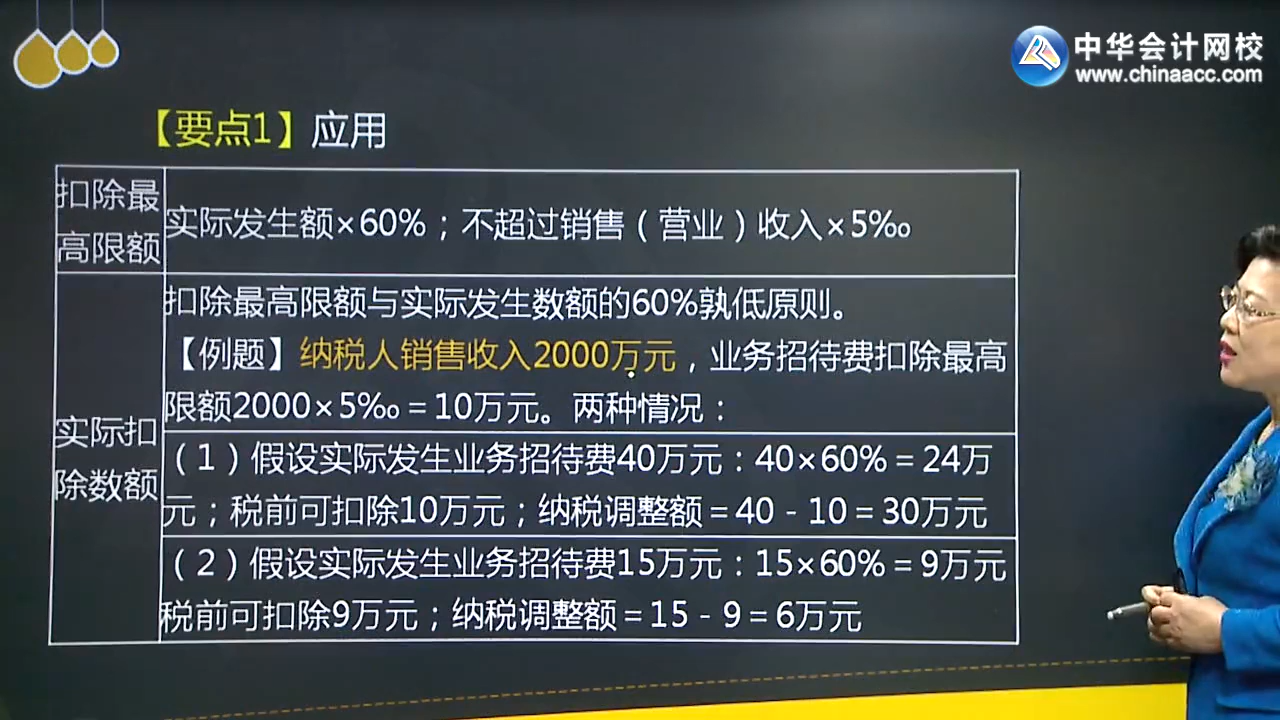 中华会计网校
www.chinaacc.com
【要点1】应用
扣除最
高限额
实际发生额×60%；不超过销售（营业）收入×5‰
实际扣
除数额
扣除最高限额与实际发生数额的60%孰低原则。
【例题】纳税人销售收入2000万元，业务招待费扣除最高
限额2000×5‰＝10万元。两种情况：
（1）假设实际发生业务招待费40万元：40×60%＝24万
元；税前可扣除10万元；纳税调整额＝40－10＝30万元
（2）假设实际发生业务招待费15万元：15×60%＝9万元
税前可扣除9万元；纳税调整额＝15－9＝6万元